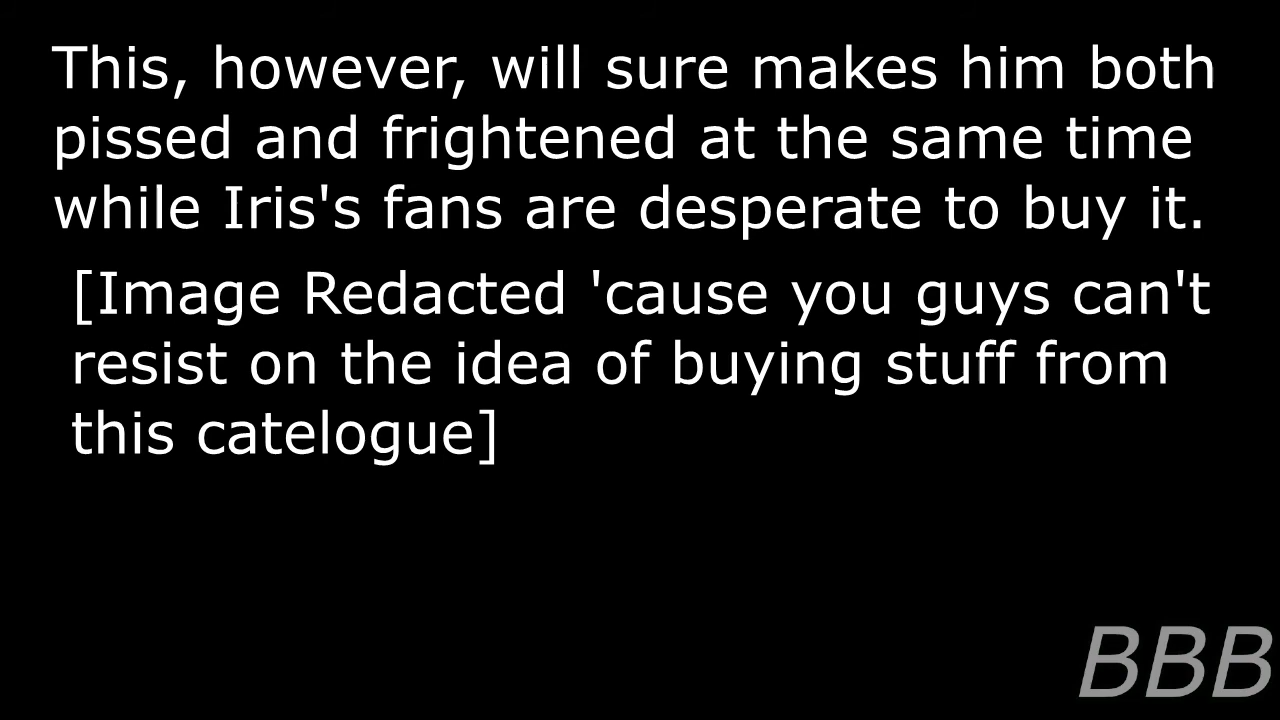 This, however, will sure makes him both
pissed and frightened at the same time
while Iris's fans are desperate to buy it.
[Image Redacted 'cause you guys can't
resist on the idea of buying stuff from
this catelogue]
BBB